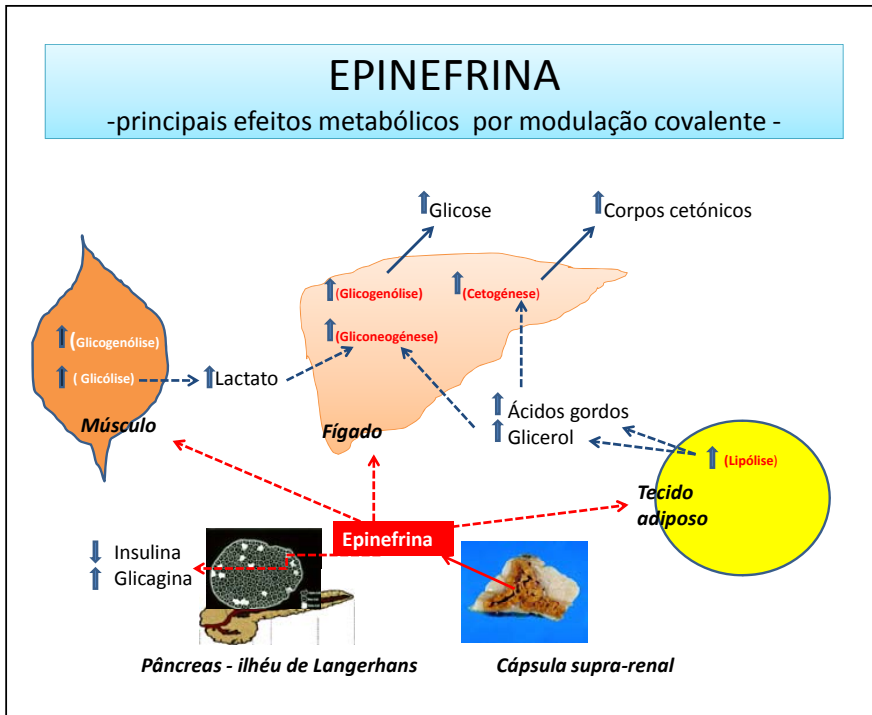 EPINEFRINA
-principais efeitos metabólicos por modulação covalente -
Glicose
Corpos cetónicos
(Glicogenólise)
(Cetogénese)
(Gliconeogénese)
(Glicogenólise)
( Glicólise)
Lactato
Músculo
Fígado
Ácidos gordos
Glicerol
(Lipólise)
Tecido
adiposo
Epinefrina
Insulina
Glicagina
Pâncreas - ilhéu de Langerhans
Cápsula supra-renal